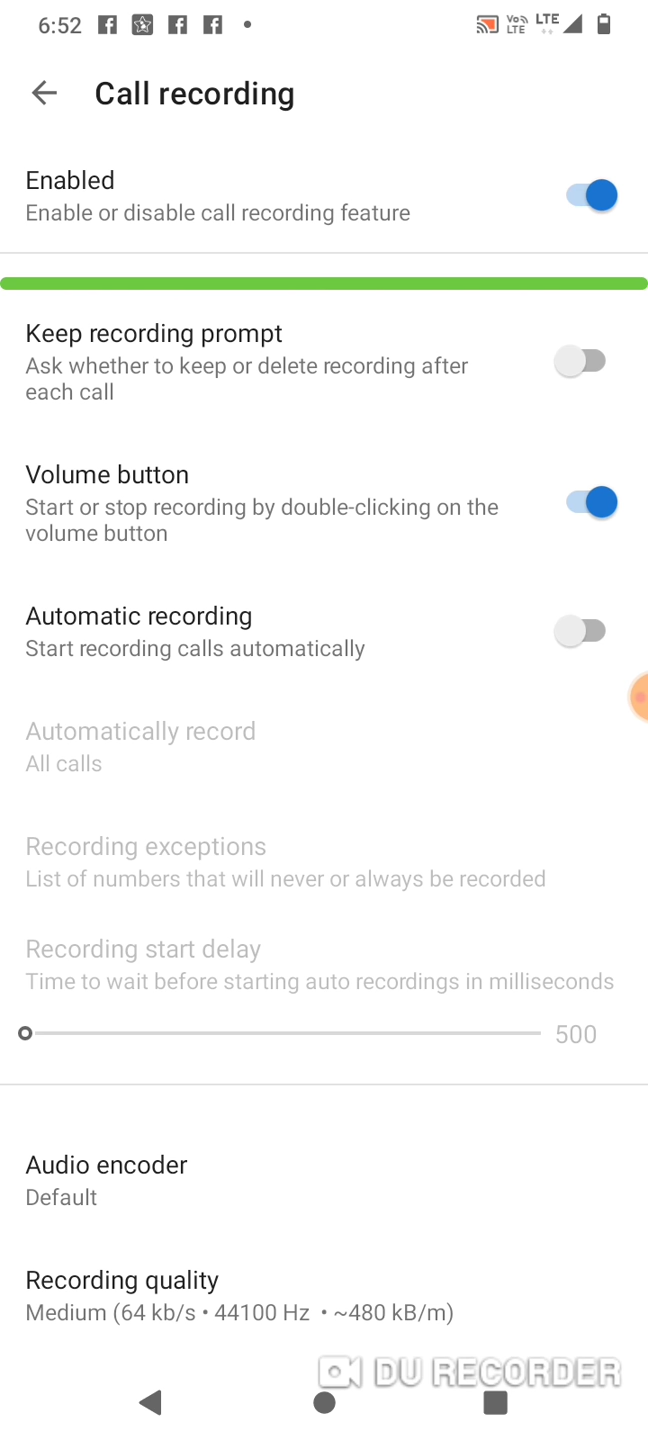 6:52
Vo
LTE
LTE
Call recording
Enabled
Enable or disable call recording feature
Keep recording prompt
Ask whether to keep or delete recording after
each call
Volume button
Start or stop recording by double-clicking on the
volume button
Automatic recording
Start recording calls automatically
Automatically record
All calls
Recording exceptions
List of numbers that will never or always be recorded
Recording start delay
Time to wait before starting auto recordings in milliseconds
500
Audio encoder
Default
Recording quality
Medium (64 kb/s • 44100 Hz • ~480 kB/m)
DU RECORDER